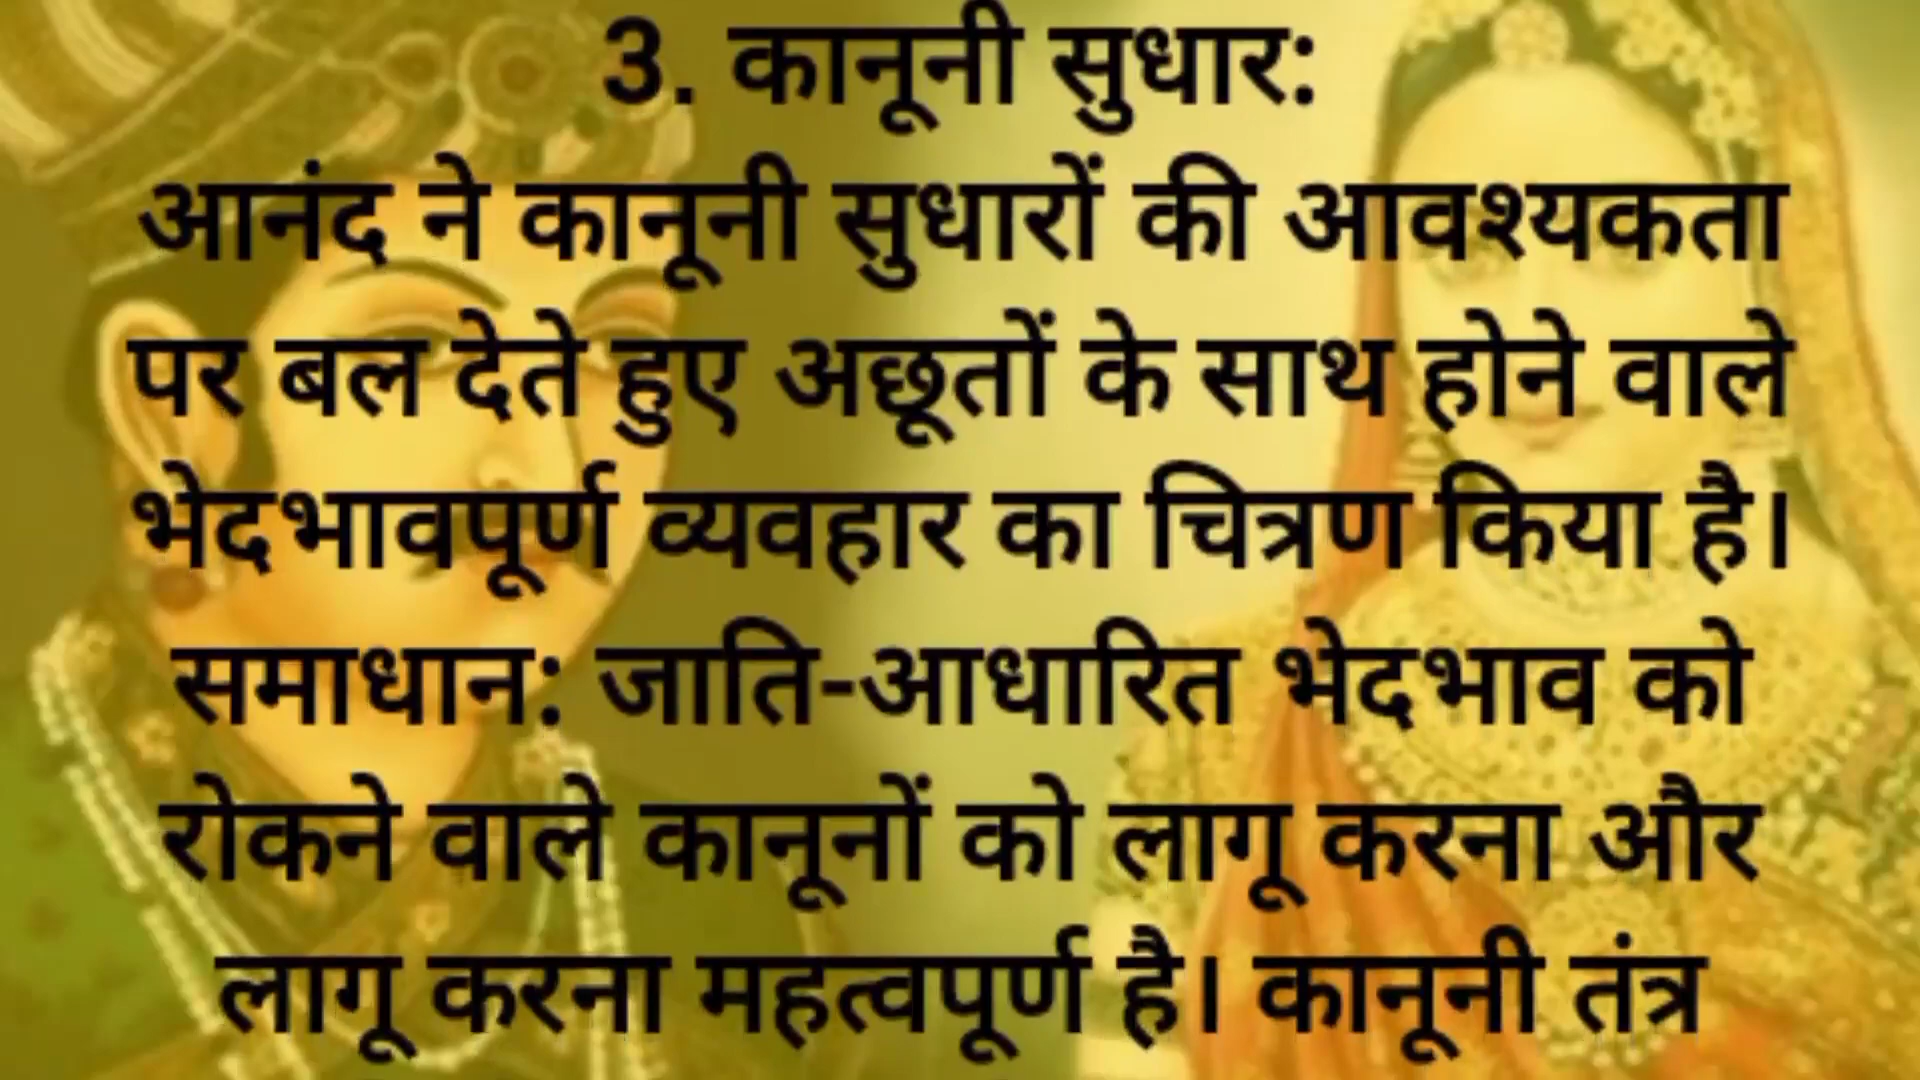 3. कानूनी सुधार:
आनंद ने कानूनी सुधारों की आवश्यकता
पर बल देते हुए अछूतों के साथ होने वाले
भेदभावपूर्ण व्यवहार का चित्रण किया है।
समाधान: जाति-आधारित भेदभाव को
रोकने वाले कानूनों को लागू करना और
लागू करना महत्वपूर्ण है। कानूनी तंत्र